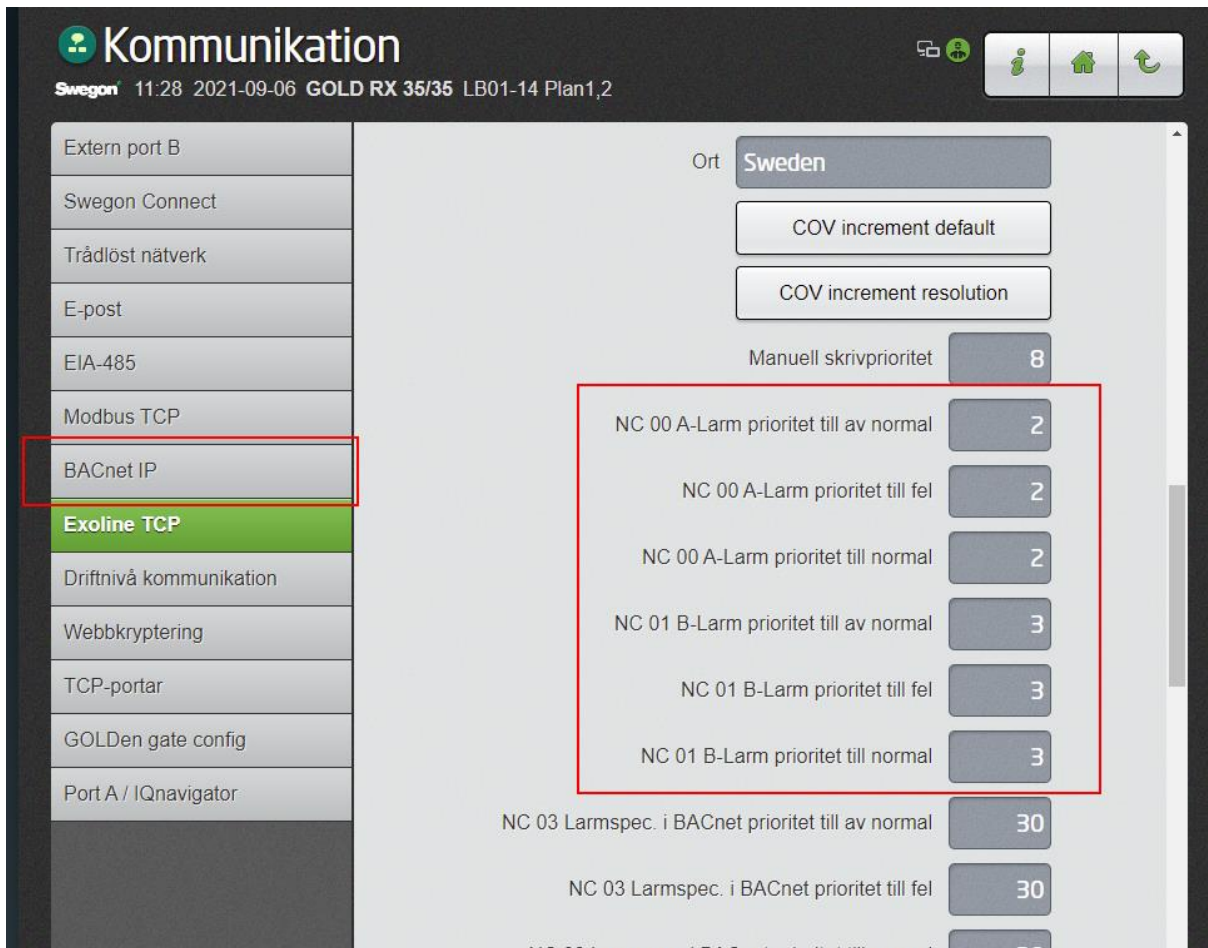 Kommunikation
Swegon 11:28 2021-09-06 GOLD RX 35/35 LB01-14 Plan1,2
Extern port B
Swegon Connect
Trådlöst nätverk
E-post
EIA-485
Modbus TCP
BACnet IP
Exoline TCP
Driftnivå kommunikation
Webbkryptering
TCP-portar
GOLDen gate config
Port A / IQnavigator
Ort Sweden
COV increment default
COV increment resolution
Manuell skrivprioritet 8
NC 00 A-Larm prioritet till av normal 2
NC 00 A-Larm prioritet till fel 2
NC 00 A-Larm prioritet till normal 2
NC 01 B-Larm prioritet till av normal 3
NC 01 B-Larm prioritet till fel 3
NC 01 B-Larm prioritet till normal 3
NC 03 Larmspec. i BACnet prioritet till av normal 30
NC 03 Larmspec. i BACnet prioritet till fel 30